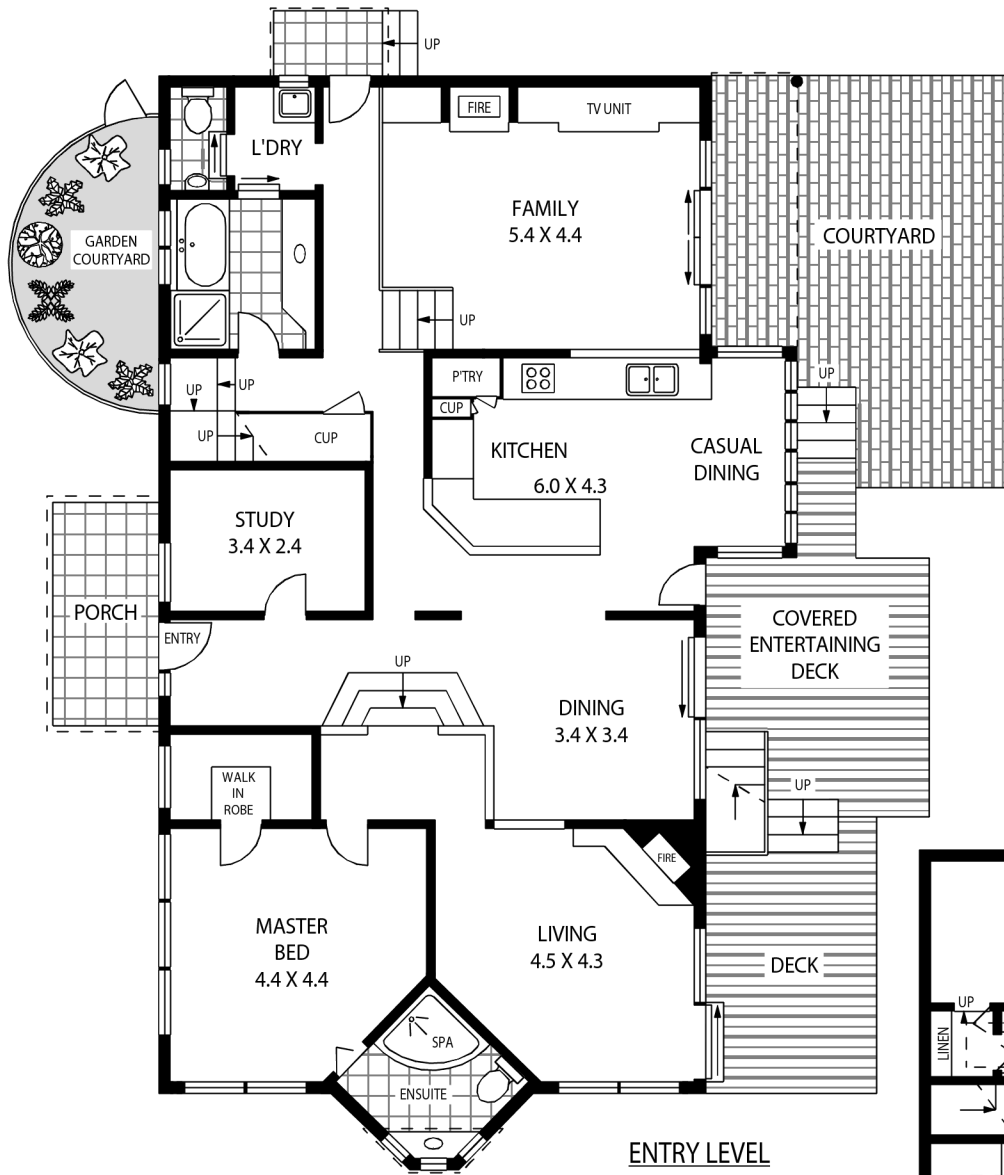 UP
FIRE
TV UNIT
L'DRY
FAMILY
5.4 X 4.4
COURTYARD
GARDEN
COURTYARD
UP
P'TRY
UP
UP
UP
CUP
UP
CUP
KITCHEN
6.0 X 4.3
CASUAL
DINING
STUDY
3.4 X 2.4
PORCH
ENTRY
COVERED
ENTERTAINING
DECK
UP
DINING
3.4 X 3.4
WALK
IN
ROBE
UP
FIRE
MASTER
BED
4.4 X 4.4
LIVING
4.5 X 4.3
DECK
UP
LINEN
SPA
ENSUITE
ENTRY LEVEL